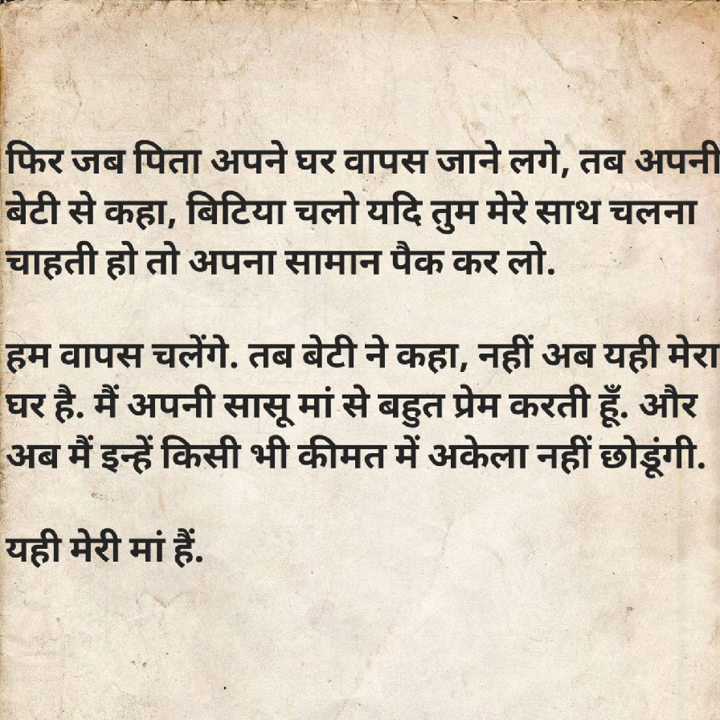 फिर जब पिता अपने घर वापस जाने लगे, तब अपनी
बेटी से कहा, बिटिया चलो यदि तुम मेरे साथ चलना
चाहती हो तो अपना सामान पैक कर लो.
हम वापस चलेंगे. तब बेटी ने कहा, नहीं अब यही मेरा
घर है. मैं अपनी सासू मां से बहुत प्रेम करती हूँ. और
अब मैं इन्हें किसी भी कीमत में अकेला नहीं छोडूंगी.
यही मेरी मां हैं.